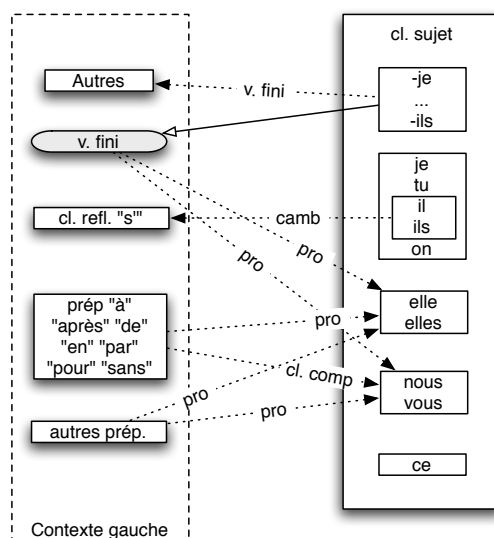 cl. sujet
Autres
v. fini
-je
...
-ils
v. fini
je
tu
il
ils
on
cl. refl. "s'"
camb
pro
pro
prép "à"
"après" "de"
"en" "par"
"pour" "sans"
pro
elle
elles
cl. comp
nous
vous
pro
pro
autres prép.
ce
Contexte gauche